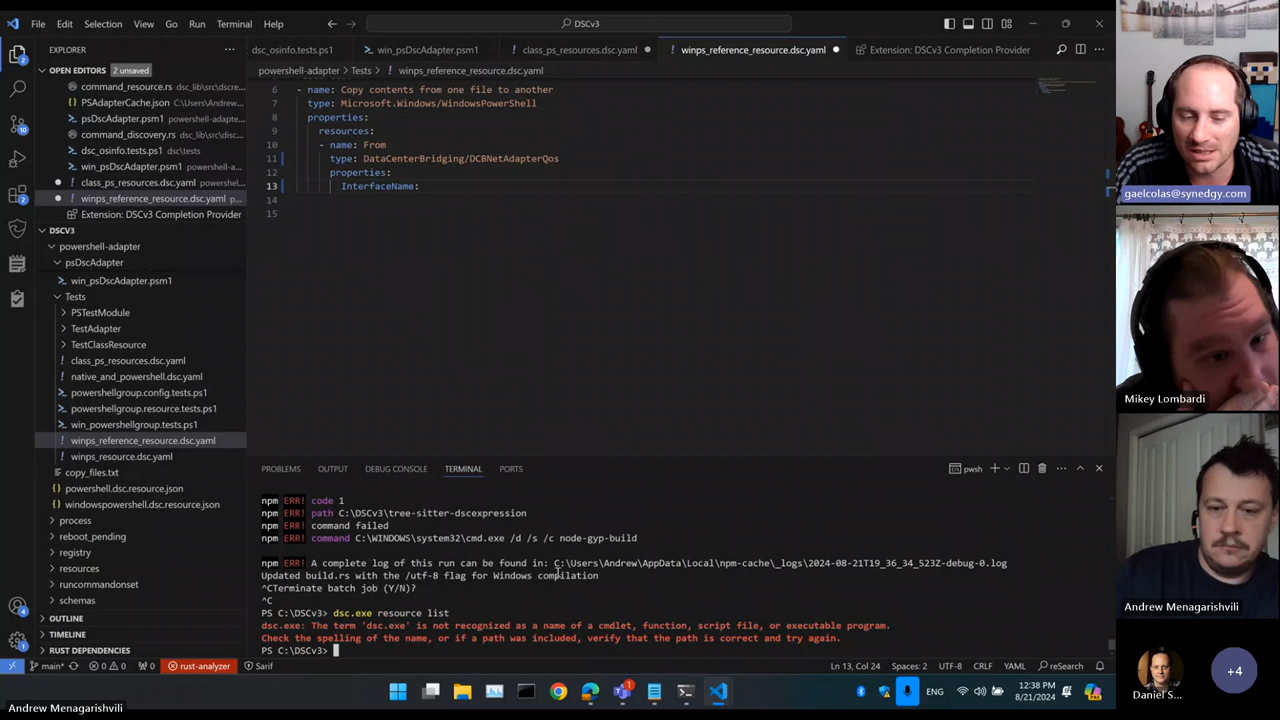 File Edit Selection View Go Run Terminal Help
DSCv3
EXPLORER
dsc_osinfo.tests.ps1
win_psDscAdapter.psm1
class_ps_resources.dsc.yaml
winps_reference_resource.dsc.yaml
Extension: DSCv3 Completion Provider
OPEN EDITORS 2 unsaved
command_resource.rs dsc_lib\src\dscre...
PSAdapterCache.json C:\Users\Andrew...
psDscAdapter.psm1 powershell-adapte...
command_discovery.rs dsc_lib\src\disc...
dsc_osinfo.tests.ps1 dsc\tests
win_psDscAdapter.psm1 powershell-a...
class_ps_resources.dsc.yaml powershel...
winps_reference_resource.dsc.yaml p...
Extension: DSCv3 Completion Provider
DSCV3
powershell-adapter
psDscAdapter
win_psDscAdapter.psm1
Tests
PSTestModule
TestAdapter
TestClassResource
class_ps_resources.dsc.yaml
native_and_powershell.dsc.yaml
powershellgroup.config.tests.ps1
powershellgroup.resource.tests.ps1
win_powershellgroup.tests.ps1
winps_reference_resource.dsc.yaml
winps_resource.dsc.yaml
copy_files.txt
powershell.dsc.resource.json
windowspowershell.dsc.resource.json
process
reboot_pending
registry
resources
runcommandonset
schemas
OUTLINE
TIMELINE
RUST DEPENDENCIES
powershell-adapter > Tests > ! winps_reference_resource.dsc.yaml
6 - name: Copy contents from one file to another
7 type: Microsoft.Windows/WindowsPowerShell
8 properties:
9 resources:
10 - name: From
11 type: DataCenterBridging/DCBNetAdapterQos
12 properties:
13 InterfaceName:
14
15
PROBLEMS OUTPUT DEBUG CONSOLE TERMINAL PORTS
pwsh
npm ERR! code 1
npm ERR! path C:\DSCv3\tree-sitter-dscexpression
npm ERR! command failed
npm ERR! command C:\WINDOWS\system32\cmd.exe /d /s /c node-gyp-build
npm ERR! A complete log of this run can be found in: C:\Users\Andrew\AppData\Local\npm-cache\_logs\2024-08-21T19_36_34_523Z-debug-0.log
Updated build.rs with the /utf-8 flag for Windows compilation
^CTerminate batch job (Y/N)?
^C
PS C:\DSCv3> dsc.exe resource list
dsc.exe: The term 'dsc.exe' is not recognized as a name of a cmdlet, function, script file, or executable program.
Check the spelling of the name, or if a path was included, verify that the path is correct and try again.
PS C:\DSCv3>
main* 0 0 0 rust-analyzer Sarif
Ln 13, Col 24 Spaces: 2 UTF-8 CRLF YAML reSearch
ENG
12:38 PM
8/21/2024
Andrew Menagarishvili
gaelcolas@synedgy.com
Mikey Lombardi
Andrew Menagarishvili
Daniel S...
+4